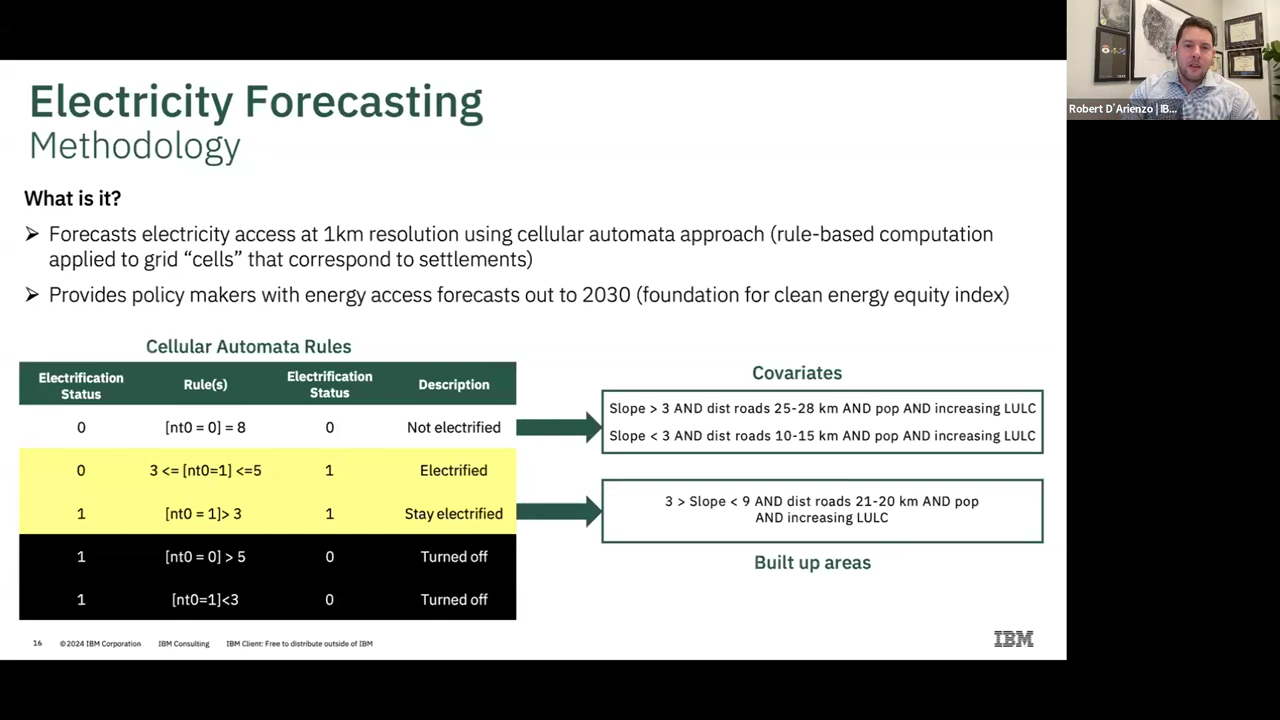 Electricity Forecasting
Methodology
What is it?
➢ Forecasts electricity access at 1km resolution using cellular automata approach (rule-based computation
applied to grid “cells” that correspond to settlements)
➢ Provides policy makers with energy access forecasts out to 2030 (foundation for clean energy equity index)
Cellular Automata Rules
Electrification Status Rule(s) Electrification Status Description
0 [nt0 = 0] = 8 0 Not electrified
0 3 <= [nt0=1] <=5 1 Electrified
1 [nt0 = 1]> 3 1 Stay electrified
1 [nt0 = 0] > 5 0 Turned off
1 [nt0=1]<3 0 Turned off
Covariates
Slope > 3 AND dist roads 25-28 km AND pop AND increasing LULC
Slope < 3 AND dist roads 10-15 km AND pop AND increasing LULC
3 > Slope < 9 AND dist roads 21-20 km AND pop
AND increasing LULC
Built up areas
16 ©2024 IBM Corporation IBM Consulting IBM Client: Free to distribute outside of IBM
IBM
Robert D'Arienzo | IB...